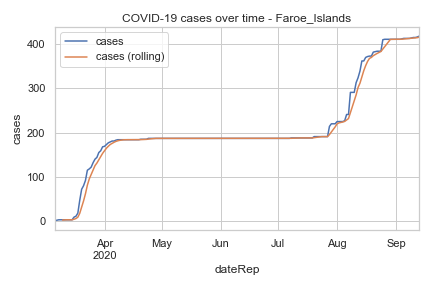 COVID-19 cases over time - Faroe_Islands
cases
cases (rolling)
400
300
200
100
0
cases
Apr
2020
May
Jun
Jul
Aug
Sep
dateRep